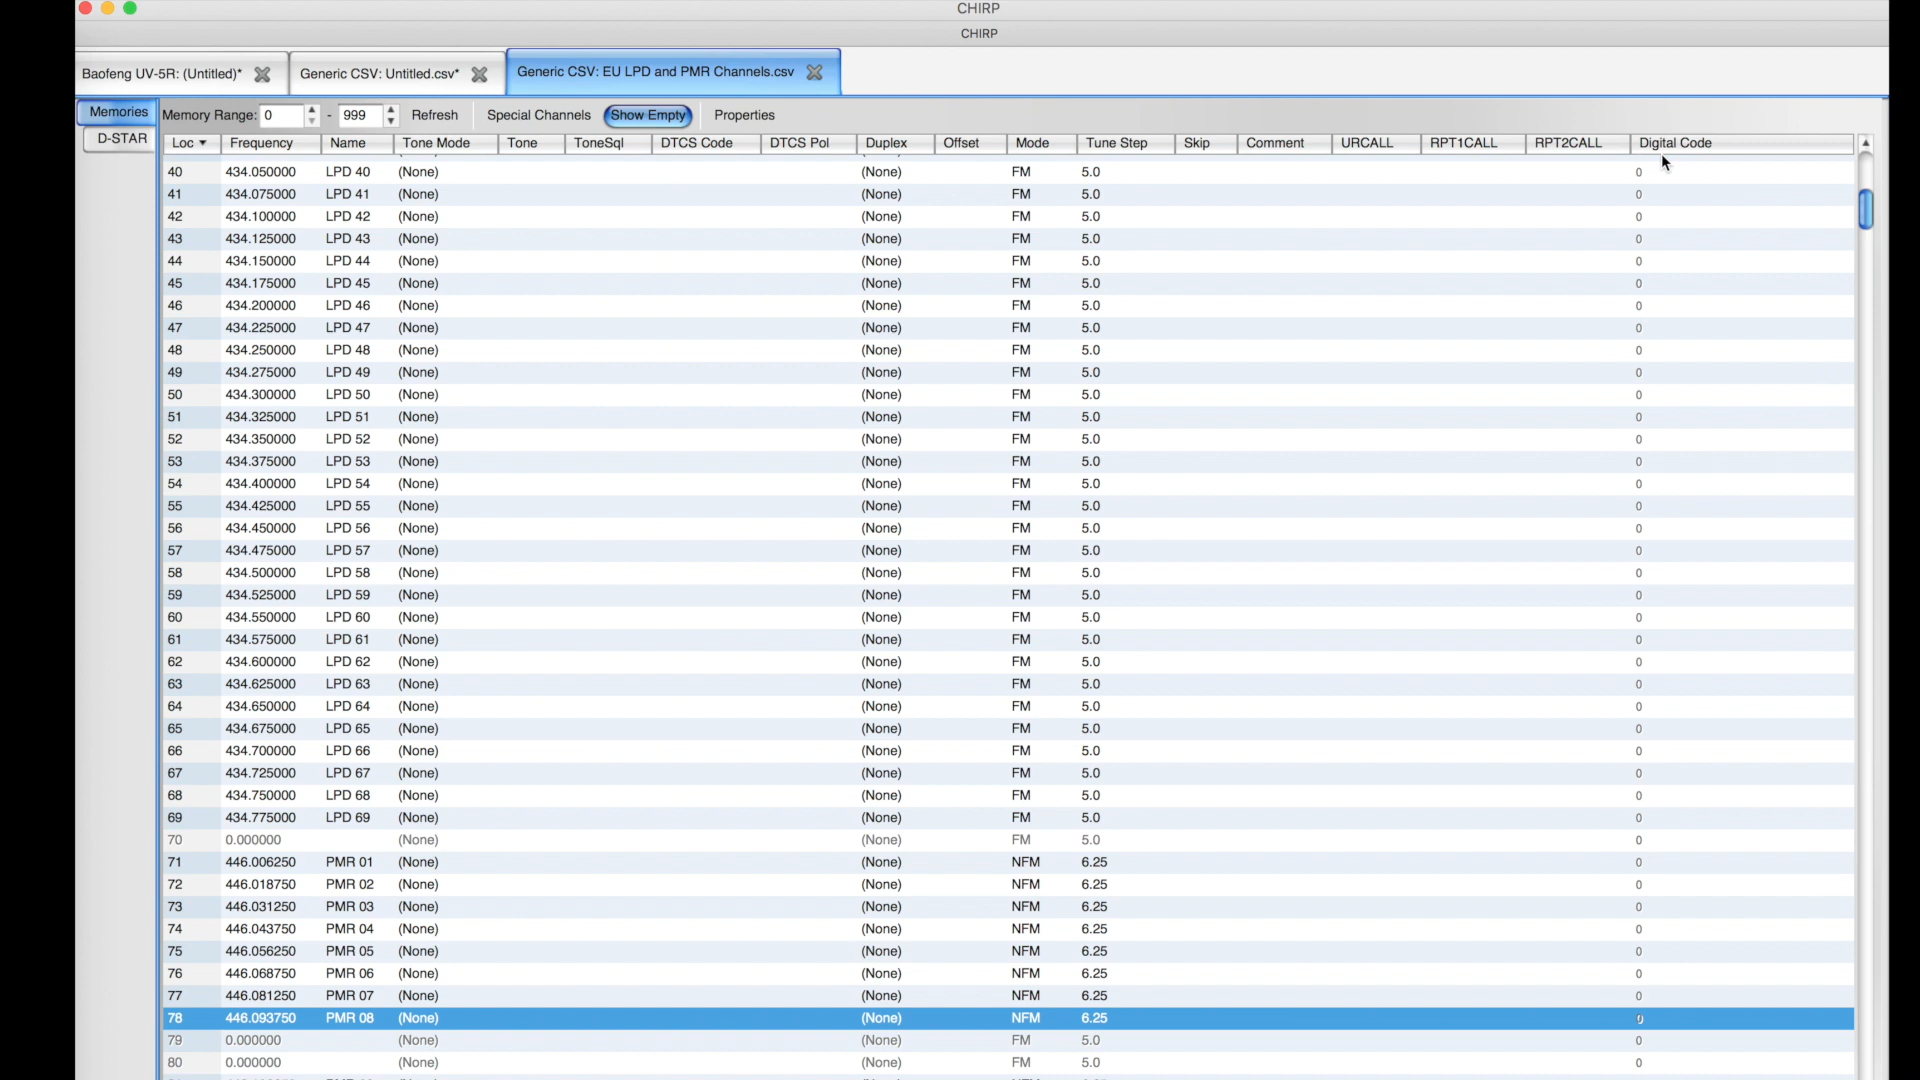 CHIRP
CHIRP
Baofeng UV-5R: (Untitled)* Generic CSV: Untitled.csv* Generic CSV: EU LPD and PMR Channels.csv
Memories Memory Range: 0 - 999 Refresh Special Channels Show Empty Properties
D-STAR
Loc Frequency Name Tone Mode Tone ToneSql DTCS Code DTCS Pol Duplex Offset Mode Tune Step Skip Comment URCALL RPT1CALL RPT2CALL Digital Code
40 434.050000 LPD 40 (None) (None) FM 5.0 0
41 434.075000 LPD 41 (None) (None) FM 5.0 0
42 434.100000 LPD 42 (None) (None) FM 5.0 0
43 434.125000 LPD 43 (None) (None) FM 5.0 0
44 434.150000 LPD 44 (None) (None) FM 5.0 0
45 434.175000 LPD 45 (None) (None) FM 5.0 0
46 434.200000 LPD 46 (None) (None) FM 5.0 0
47 434.225000 LPD 47 (None) (None) FM 5.0 0
48 434.250000 LPD 48 (None) (None) FM 5.0 0
49 434.275000 LPD 49 (None) (None) FM 5.0 0
50 434.300000 LPD 50 (None) (None) FM 5.0 0
51 434.325000 LPD 51 (None) (None) FM 5.0 0
52 434.350000 LPD 52 (None) (None) FM 5.0 0
53 434.375000 LPD 53 (None) (None) FM 5.0 0
54 434.400000 LPD 54 (None) (None) FM 5.0 0
55 434.425000 LPD 55 (None) (None) FM 5.0 0
56 434.450000 LPD 56 (None) (None) FM 5.0 0
57 434.475000 LPD 57 (None) (None) FM 5.0 0
58 434.500000 LPD 58 (None) (None) FM 5.0 0
59 434.525000 LPD 59 (None) (None) FM 5.0 0
60 434.550000 LPD 60 (None) (None) FM 5.0 0
61 434.575000 LPD 61 (None) (None) FM 5.0 0
62 434.600000 LPD 62 (None) (None) FM 5.0 0
63 434.625000 LPD 63 (None) (None) FM 5.0 0
64 434.650000 LPD 64 (None) (None) FM 5.0 0
65 434.675000 LPD 65 (None) (None) FM 5.0 0
66 434.700000 LPD 66 (None) (None) FM 5.0 0
67 434.725000 LPD 67 (None) (None) FM 5.0 0
68 434.750000 LPD 68 (None) (None) FM 5.0 0
69 434.775000 LPD 69 (None) (None) FM 5.0 0
70 0.000000 (None) (None) FM 5.0 0
71 446.006250 PMR 01 (None) (None) NFM 6.25 0
72 446.018750 PMR 02 (None) (None) NFM 6.25 0
73 446.031250 PMR 03 (None) (None) NFM 6.25 0
74 446.043750 PMR 04 (None) (None) NFM 6.25 0
75 446.056250 PMR 05 (None) (None) NFM 6.25 0
76 446.068750 PMR 06 (None) (None) NFM 6.25 0
77 446.081250 PMR 07 (None) (None) NFM 6.25 0
78 446.093750 PMR 08 (None) (None) NFM 6.25 0
79 0.000000 (None) (None) FM 5.0 0
80 0.000000 (None) (None) FM 5.0 0